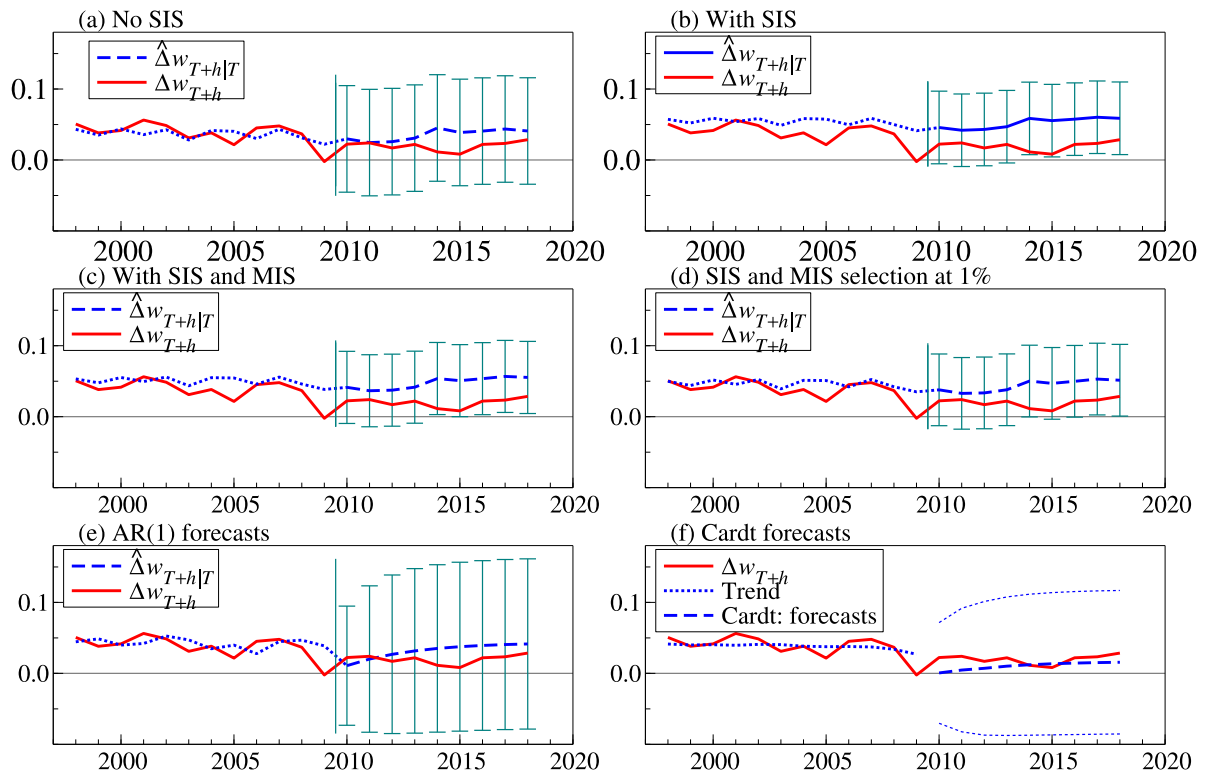 (a) No SIS
Δ̂w_{T+h|T}
Δw_{T+h}
0.1
0.0
2000 2005 2010 2015 2020
(b) With SIS
Δ̂w_{T+h|T}
Δw_{T+h}
0.1
0.0
2000 2005 2010 2015 2020
(c) With SIS and MIS
Δ̂w_{T+h|T}
Δw_{T+h}
0.1
0.0
2000 2005 2010 2015 2020
(d) SIS and MIS selection at 1%
Δ̂w_{T+h|T}
Δw_{T+h}
0.1
0.0
2000 2005 2010 2015 2020
(e) AR(1) forecasts
Δ̂w_{T+h|T}
Δw_{T+h}
0.1
0.0
2000 2005 2010 2015 2020
(f) Cardt forecasts
Δw_{T+h}
Trend
Cardt: forecasts
0.1
0.0
2000 2005 2010 2015 2020